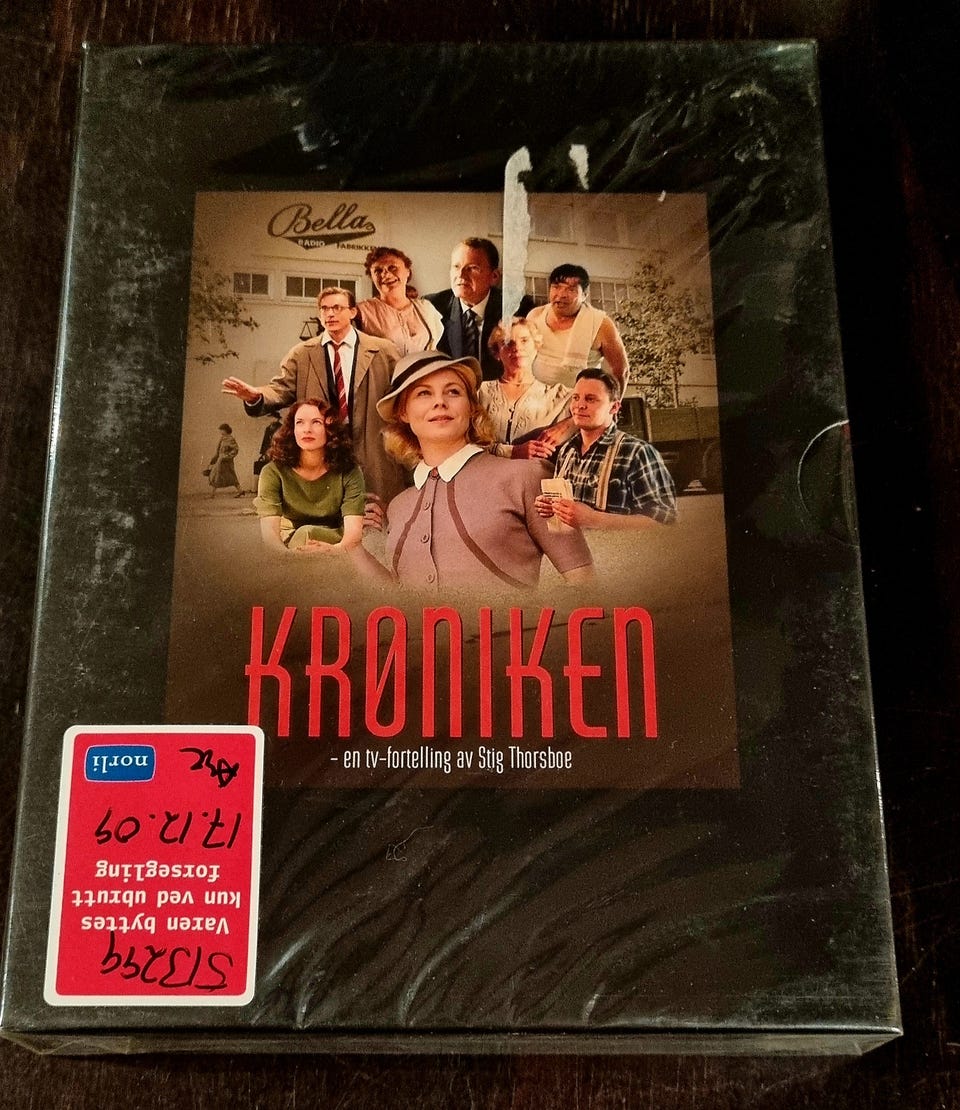 Bella
RADIO FABRIKKEN
KRØNIKEN
- en tv-fortelling av Stig Thorsboe
513299
Varen byttes
kun ved ubrutt
forsegling
17.12.09
norli